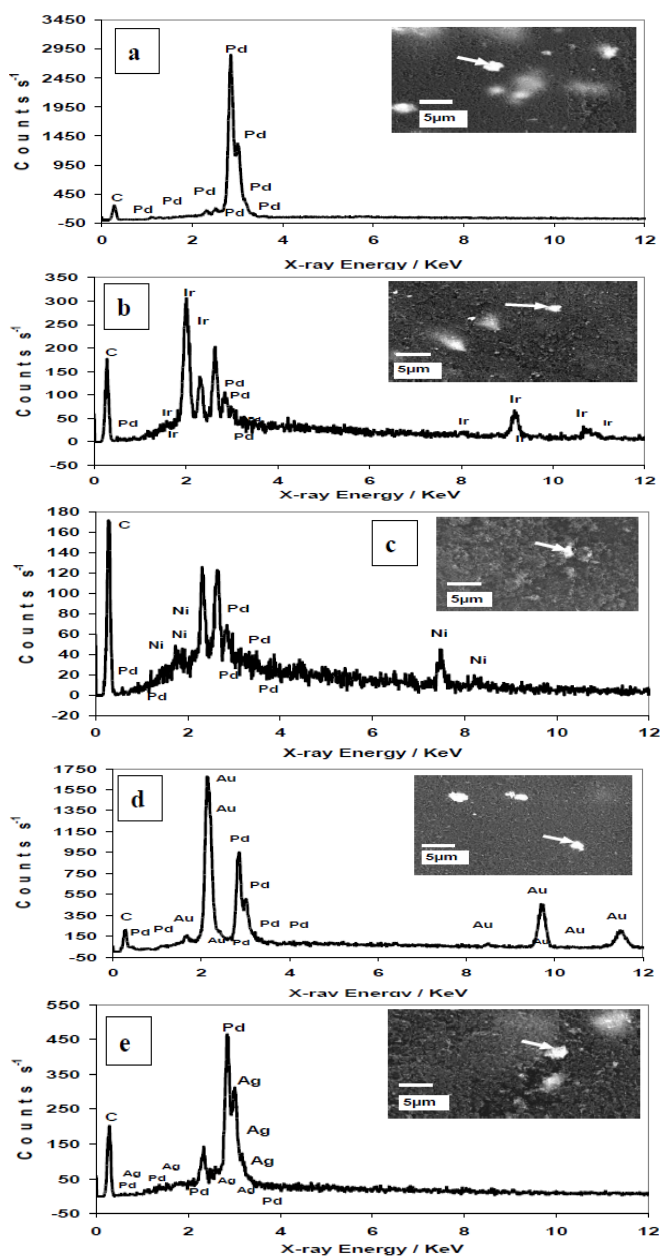 a
Counts s⁻¹
3450
2950
2450
1950
1450
950
450
-50
Pd
Pd
C
Pd
Pd
Pd
Pd
Pd
Pd
5µm
0 2 4 6 8 10 12
X-ray Energy / KeV
b
Counts s⁻¹
350
300
250
200
150
100
50
0
-50
Ir
Ir
C
Pd
Ir
Ir
Pd
Pd
Pd
Pd
Ir
Ir
Ir
Ir
Ir
5µm
0 2 4 6 8 10 12
X-ray Energy / KeV
c
Counts s⁻¹
180
160
140
120
100
80
60
40
20
0
-20
C
Ni
Ni
Ni
Pd
Pd
Pd
Pd
Pd
Pd
Ni
Ni
5µm
0 2 4 6 8 10 12
X-ray Energy / KeV
d
Counts s⁻¹
1750
1550
1350
1150
950
750
550
350
150
-50
Au
Au
Pd
Pd
C
Pd
Pd
Au
Au
Pd
Pd
Pd
Au
Au
Au
Au
Au
5µm
0 2 4 6 8 10 12
X-ray Energy / KeV
e
Counts s⁻¹
550
450
350
250
150
50
-50
Pd
Ag
C
Ag
Ag
Ag
Pd
Pd
Ag
Pd
Ag
Ag
Pd
5µm
0 2 4 6 8 10 12
X-ray Energy / KeV